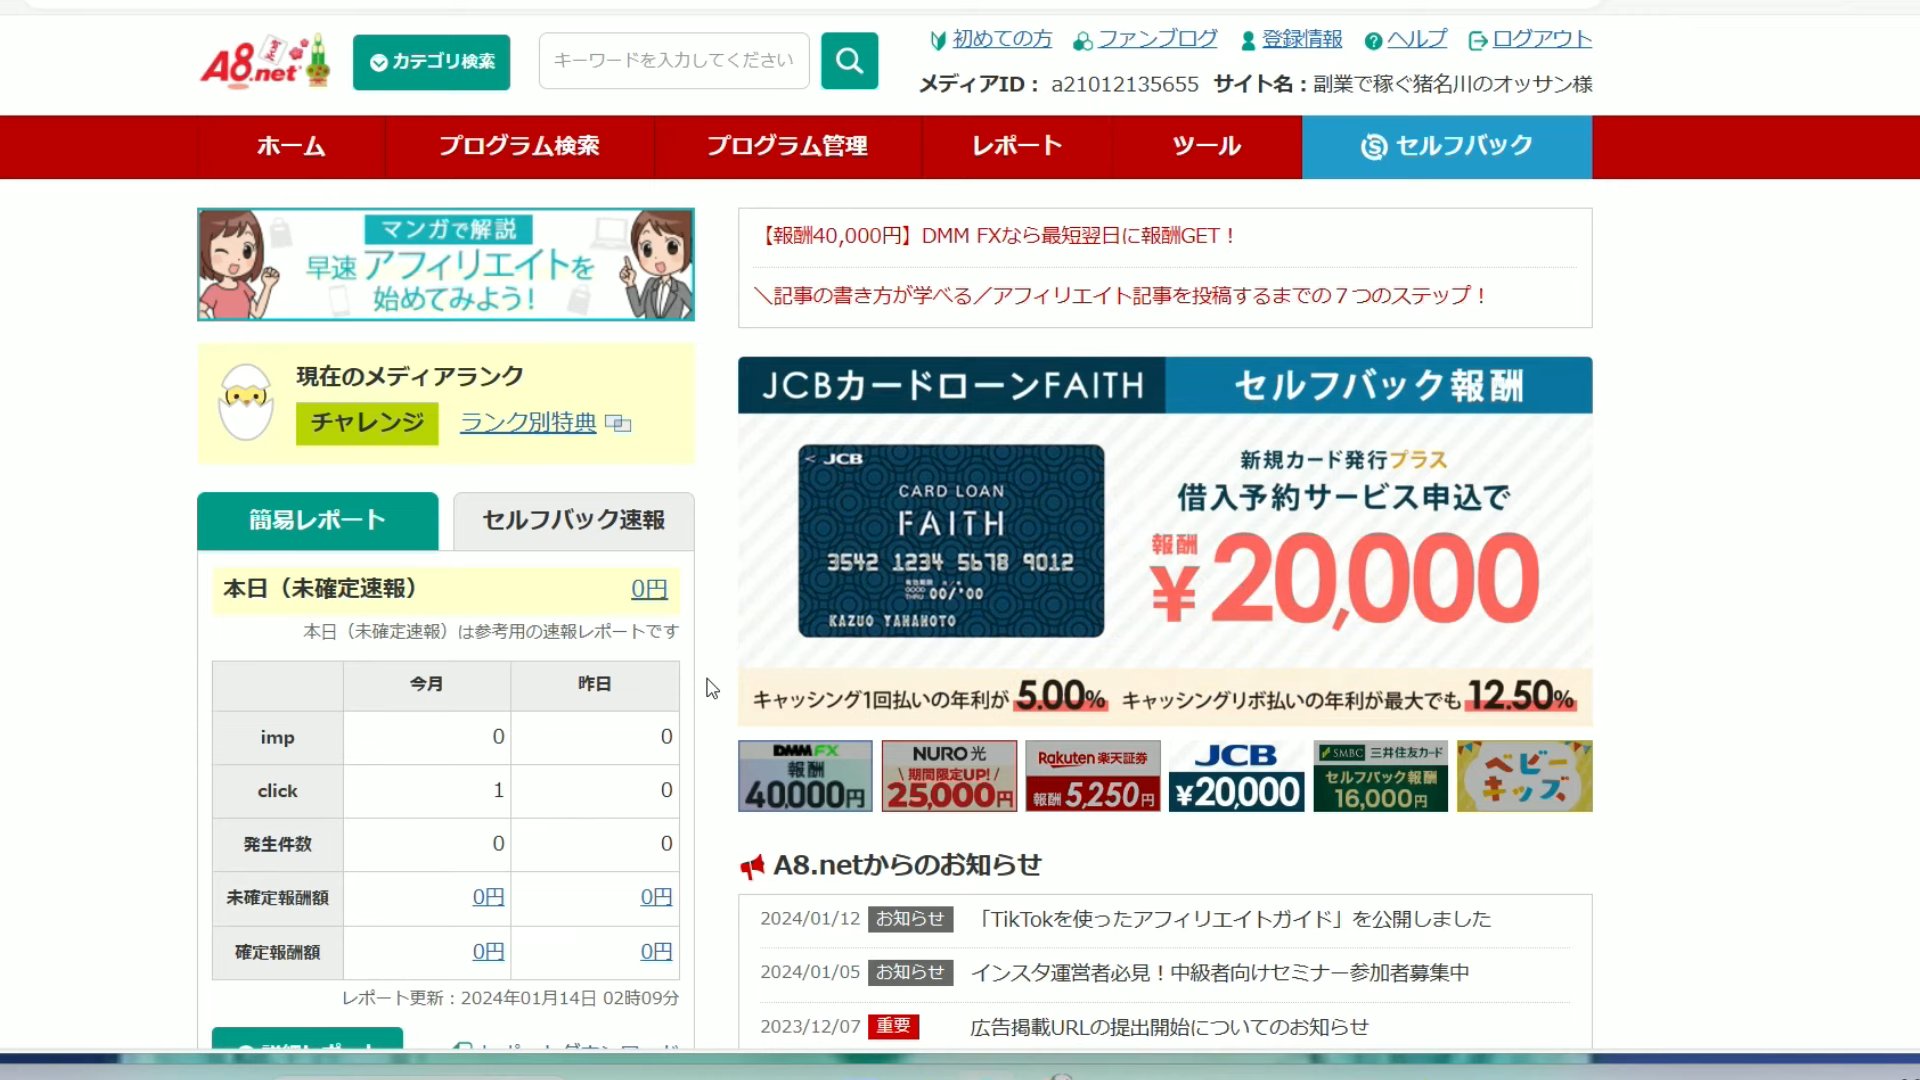 A8.net
カテゴリ検索
キーワードを入力してください
初めての方
ファンブログ
登録情報
ヘルプ
ログアウト
メディアID： a21012135655 サイト名：副業で稼ぐ猪名川のオッサン様
ホーム
プログラム検索
プログラム管理
レポート
ツール
セルフバック
マンガで解説
早速アフィリエイトを
始めてみよう！
【報酬40,000円】DMM FXなら最短翌日に報酬GET！
＼記事の書き方が学べる／アフィリエイト記事を投稿するまでの７つのステップ！
現在のメディアランク
チャレンジ
ランク別特典
簡易レポート
セルフバック速報
本日（未確定速報） 0円
本日（未確定速報）は参考用の速報レポートです
今月 昨日
imp 0 0
click 1 0
発生件数 0 0
未確定報酬額 0円 0円
確定報酬額 0円 0円
レポート更新：2024年01月14日 02時09分
JCBカードローンFAITH セルフバック報酬
JCB
CARD LOAN
FAITH
3542 1234 5678 9012
00/'00
KAZUO YAMAMOTO
新規カード発行プラス
借入予約サービス申込で
報酬
¥20,000
キャッシング1回払いの年利が5.00% キャッシングリボ払いの年利が最大でも12.50%
DMM FX
報酬
40,000円
NURO 光
\ 期間限定UP! /
25,000円
Rakuten 楽天証券
報酬 5,250円
JCB
¥20,000
SMBC 三井住友カード
セルフバック報酬
16,000円
ベビー
キッズ
A8.netからのお知らせ
2024/01/12 お知らせ 「TikTokを使ったアフィリエイトガイド」を公開しました
2024/01/05 お知らせ インスタ運営者必見！中級者向けセミナー参加者募集中
2023/12/07 重要 広告掲載URLの提出開始についてのお知らせ